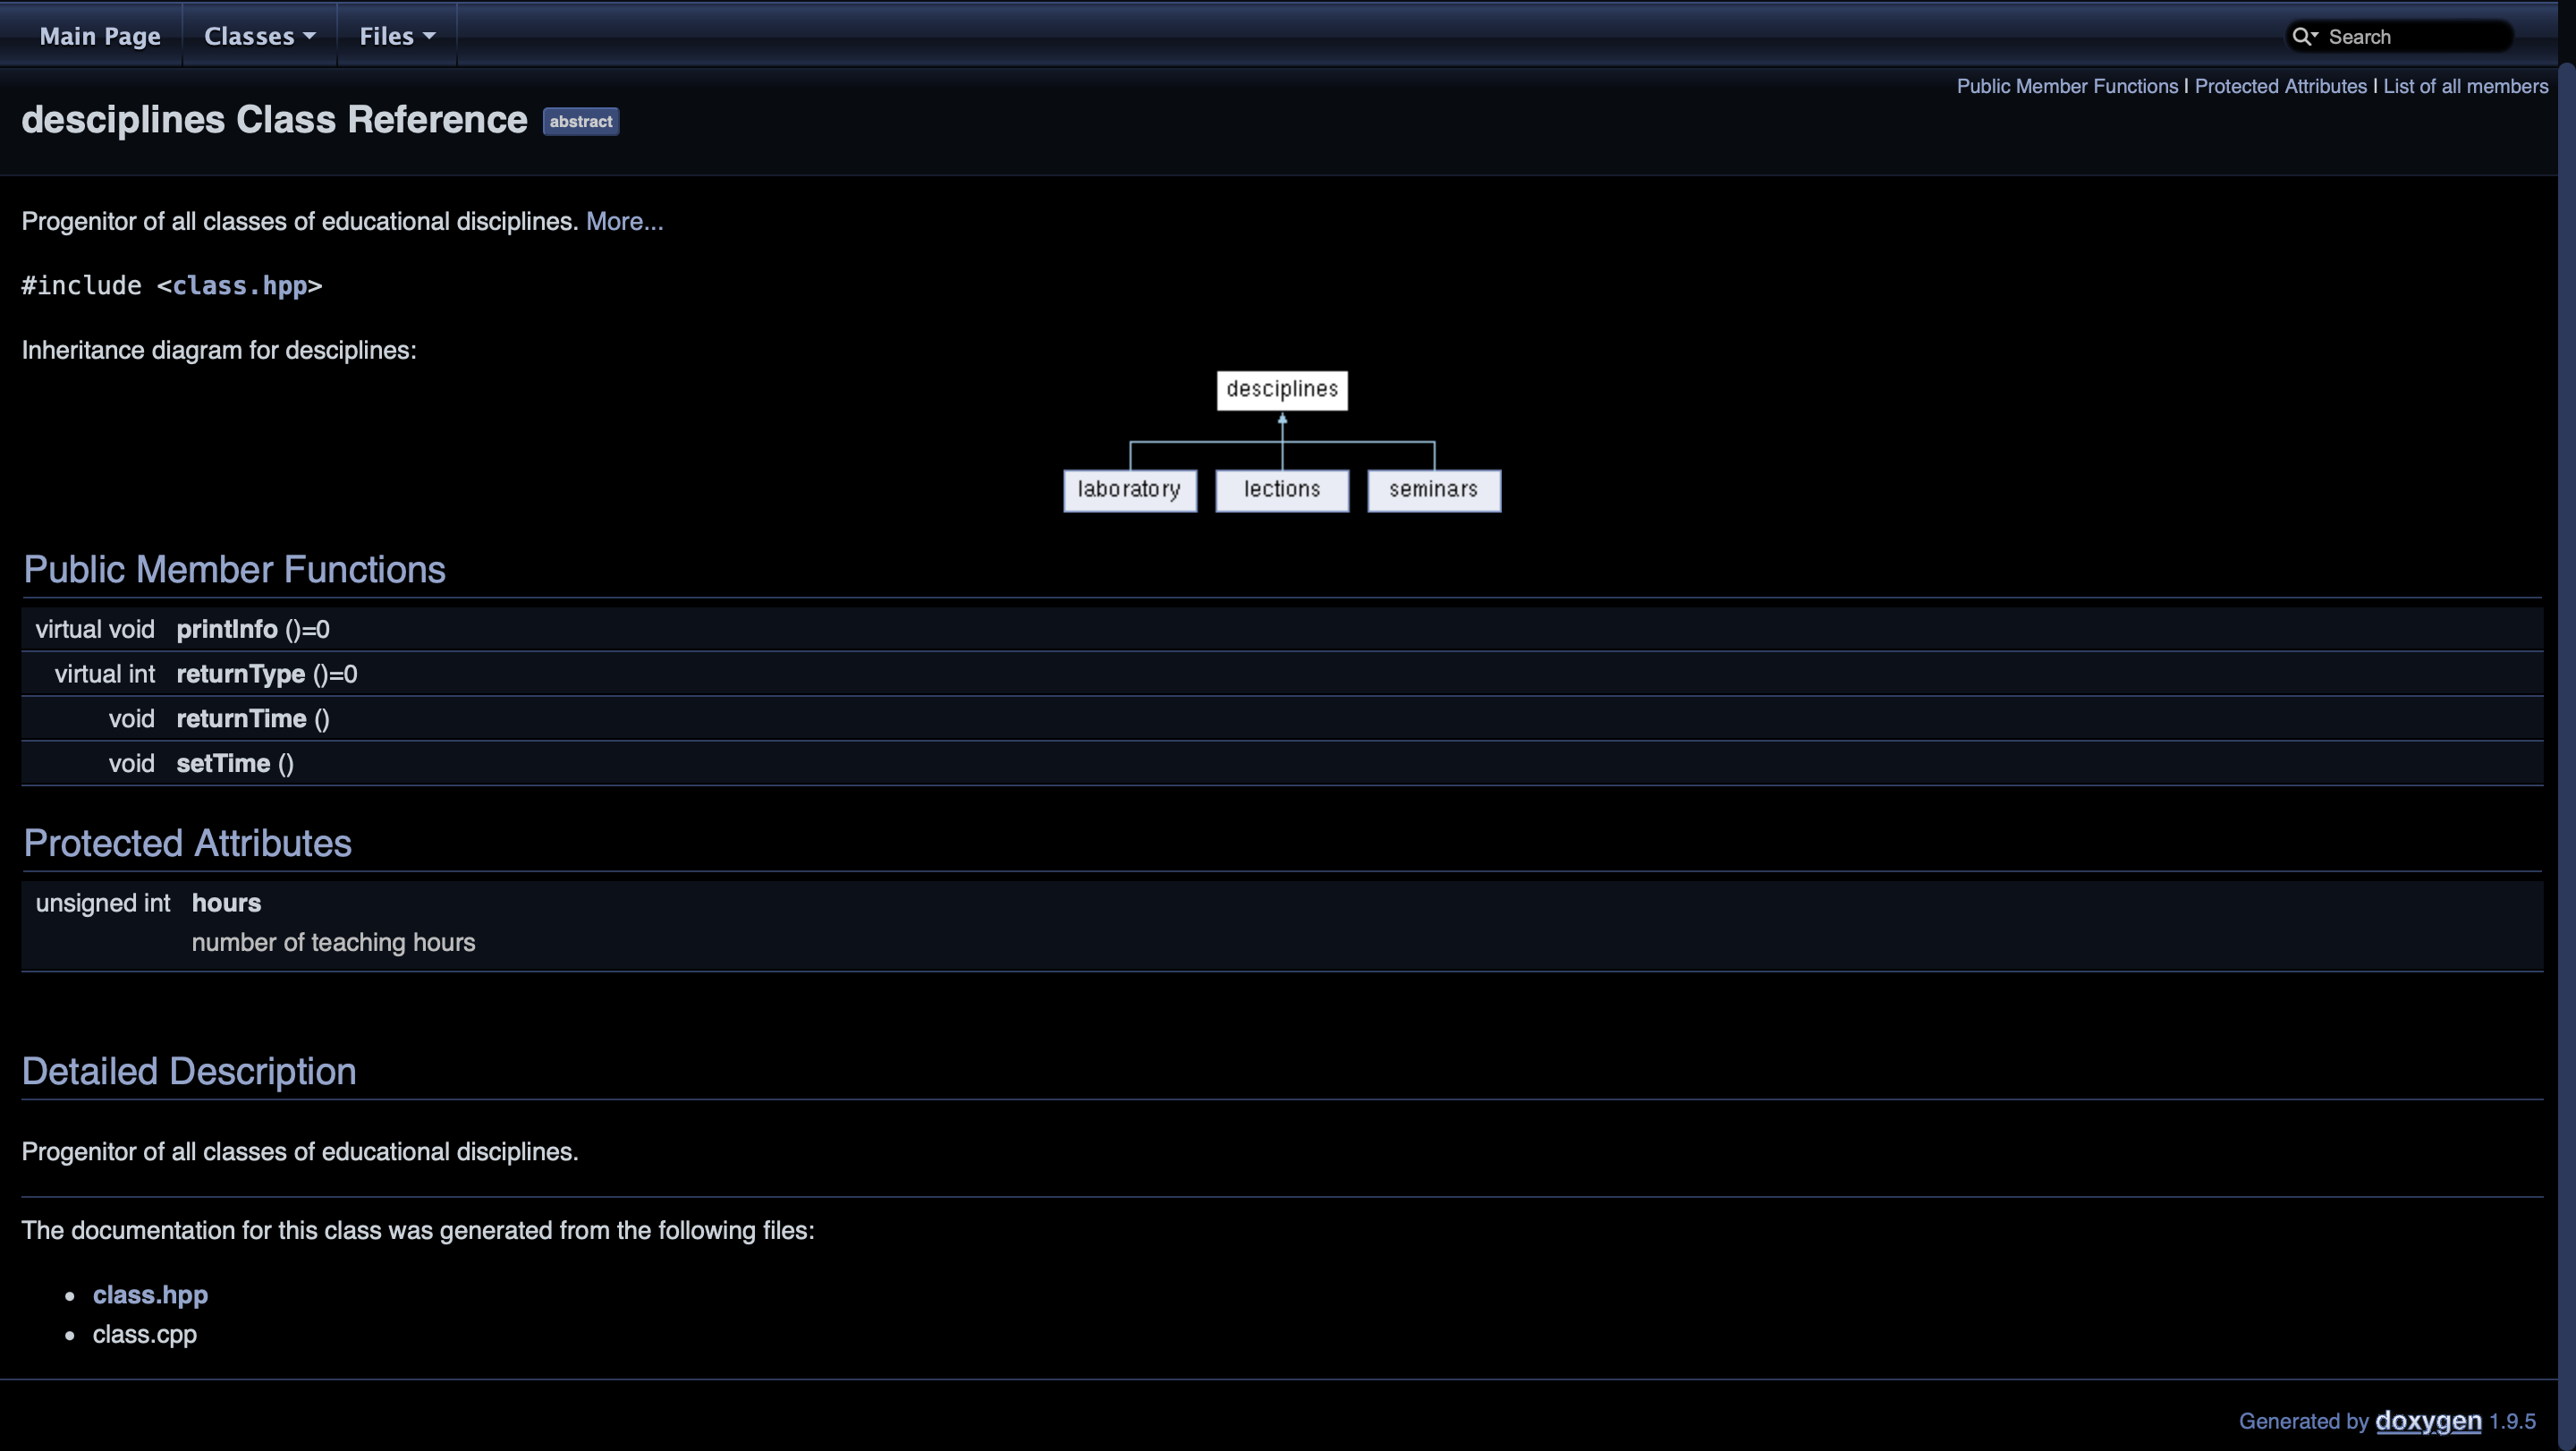 Main Page Classes Files Search
Public Member Functions | Protected Attributes | List of all members
desciplines Class Reference abstract
Progenitor of all classes of educational disciplines. More...
#include <class.hpp>
Inheritance diagram for desciplines:
desciplines
laboratory lections seminars
Public Member Functions
virtual void printInfo ()=0
virtual int returnType ()=0
void returnTime ()
void setTime ()
Protected Attributes
unsigned int hours
number of teaching hours
Detailed Description
Progenitor of all classes of educational disciplines.
The documentation for this class was generated from the following files:
• class.hpp
• class.cpp
Generated by doxygen 1.9.5